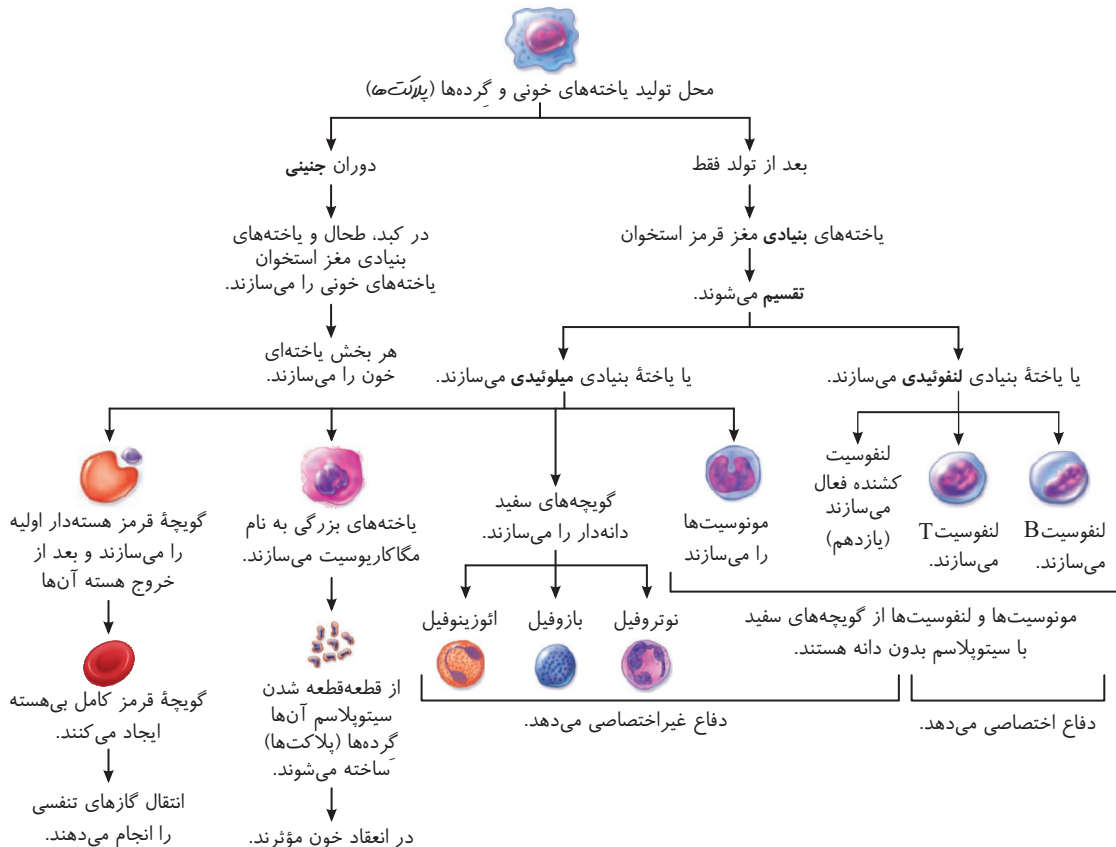 محل تولید یاخته‌های خونی و گِرده‌ها (پلاکت‌ها)
بعد از تولد فقط
دوران جنینی
یاخته‌های بنیادی مغز قرمز استخوان
در کبد، طحال و یاخته‌های
بنیادی مغز استخوان
یاخته‌های خونی را می‌سازند.
تقسیم می‌شوند.
هر بخش یاخته‌ای
خون را می‌سازند.
یا یاختۀ بنیادی لنفوئیدی می‌سازند.
یا یاختۀ بنیادی میلوئیدی می‌سازند.
لنفوسیت B
می‌سازند.
لنفوسیت T
می‌سازند.
لنفوسیت
کشنده فعال
می‌سازند
(یازدهم)
مونوسیت‌ها
را می‌سازند
گویچه‌های سفید
دانه‌دار را می‌سازند.
یاخته‌های بزرگی به نام
مگاکاریوسیت می‌سازند.
گویچۀ قرمز هسته‌دار اولیه
را می‌سازند و بعد از
خروج هسته آن‌ها
مونوسیت‌ها و لنفوسیت‌ها از گویچه‌های سفید
با سیتوپلاسم بدون دانه هستند.
نوتروفیل
بازوفیل
ائوزینوفیل
دفاع اختصاصی می‌دهد.
دفاع غیراختصاصی می‌دهد.
از قطعه‌قطعه شدن
سیتوپلاسم آن‌ها
گِرده‌ها (پلاکت‌ها)
ساخته می‌شوند.
در انعقاد خون مؤثرند.
گویچۀ قرمز کامل بی‌هسته
ایجاد می‌کنند.
انتقال گازهای تنفسی
را انجام می‌دهند.